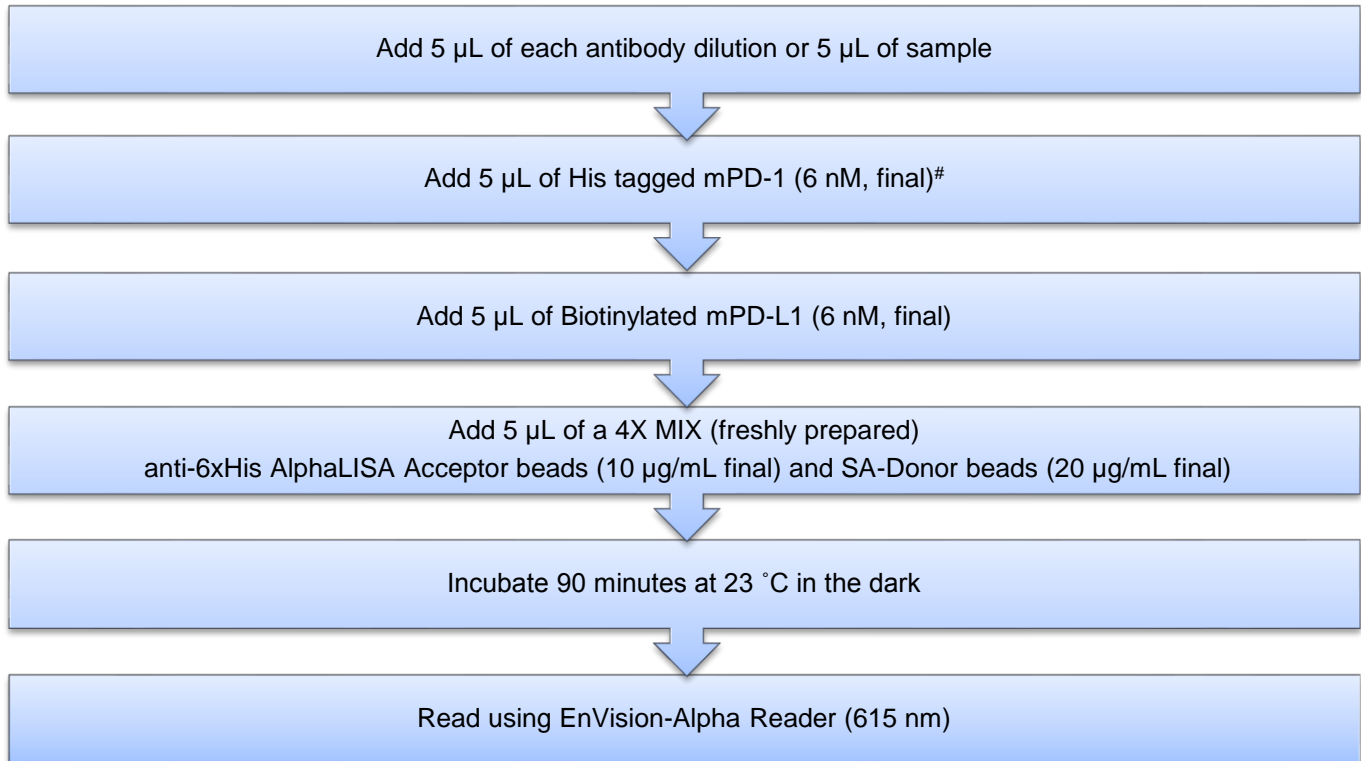 Add 5 µL of each antibody dilution or 5 µL of sample
Add 5 µL of His tagged mPD-1 (6 nM, final)#
Add 5 µL of Biotinylated mPD-L1 (6 nM, final)
Add 5 µL of a 4X MIX (freshly prepared)
anti-6xHis AlphaLISA Acceptor beads (10 µg/mL final) and SA-Donor beads (20 µg/mL final)
Incubate 90 minutes at 23 ˚C in the dark
Read using EnVision-Alpha Reader (615 nm)